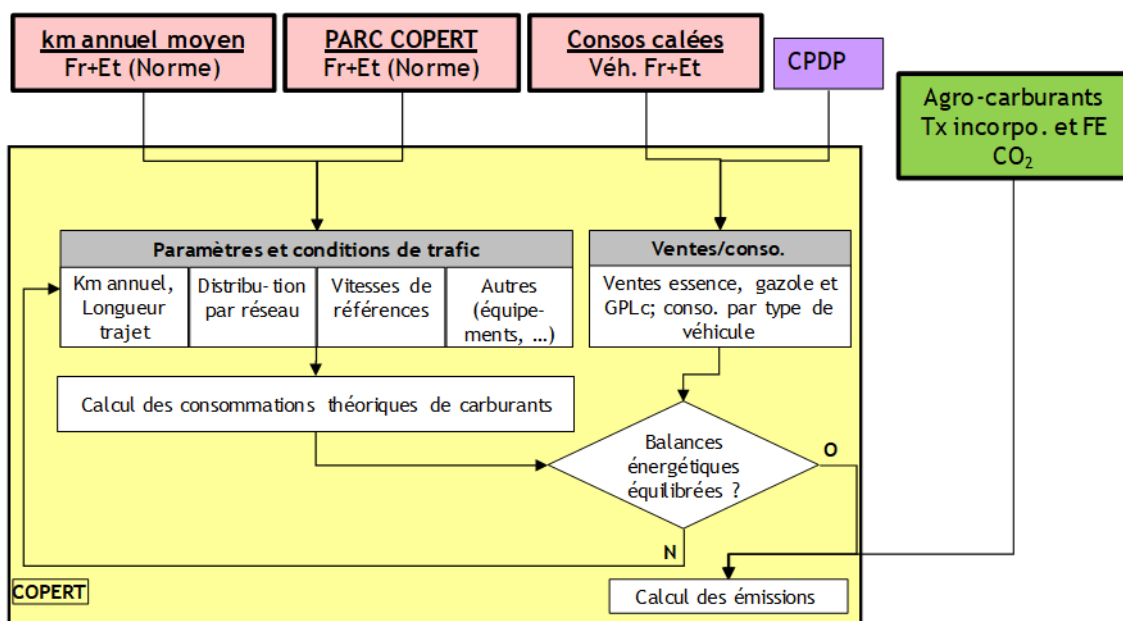 km annuel moyen
Fr+Et (Norme)
PARC COPERT
Fr+Et (Norme)
Consos calées
Véh. Fr+Et
CPDP
Agro-carburants
Tx incorpo. et FE
CO₂
Paramètres et conditions de trafic
Km annuel,
Longueur
trajet
Distribu- tion
par réseau
Vitesses de
références
Autres
(équipe-
ments, ...)
Ventes/conso.
Ventes essence, gazole et
GPLc; conso. par type de
véhicule
Calcul des consommations théoriques de carburants
Balances
énergétiques
équilibrées ?
O
N
COPERT
Calcul des émissions